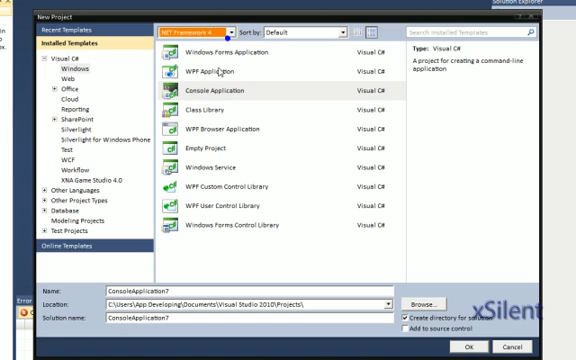 Solution Explorer
New Project
Recent Templates
.NET Framework 4
Sort by: Default
Search Installed Templates
Installed Templates
Visual C#
Windows
Web
Office
Cloud
Reporting
SharePoint
Silverlight
Silverlight for Windows Phone
Test
WCF
Workflow
XNA Game Studio 4.0
Other Languages
Other Project Types
Database
Modeling Projects
Test Projects
Online Templates
Windows Forms Application Visual C#
WPF Application Visual C#
Console Application Visual C#
Class Library Visual C#
WPF Browser Application Visual C#
Empty Project Visual C#
Windows Service Visual C#
WPF Custom Control Library Visual C#
WPF User Control Library Visual C#
Windows Forms Control Library Visual C#
Type: Visual C#
A project for creating a command-line
application
Name: ConsoleApplication7
Location: C:\Users\App Developing\Documents\Visual Studio 2010\Projects\
Browse...
Solution name: ConsoleApplication7
Create directory for solution
Add to source control
xSilent
Error
OK Cancel